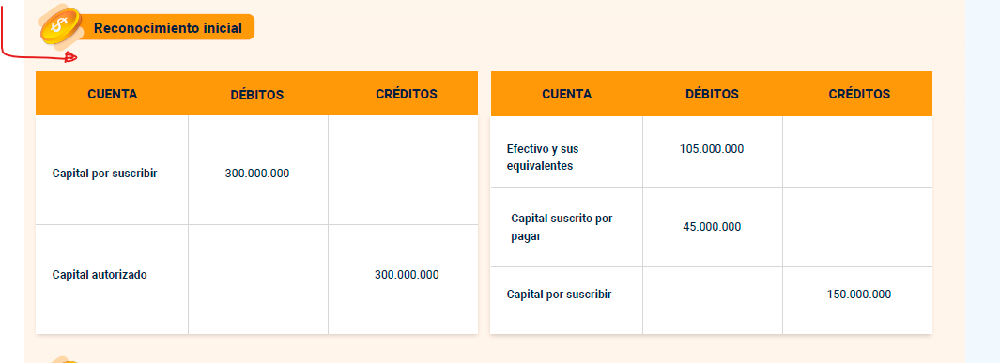 Reconocimiento inicial
CUENTA DÉBITOS CRÉDITOS
Capital por suscribir 300.000.000
Capital autorizado 300.000.000
CUENTA DÉBITOS CRÉDITOS
Efectivo y sus
equivalentes 105.000.000
Capital suscrito por
pagar 45.000.000
Capital por suscribir 150.000.000